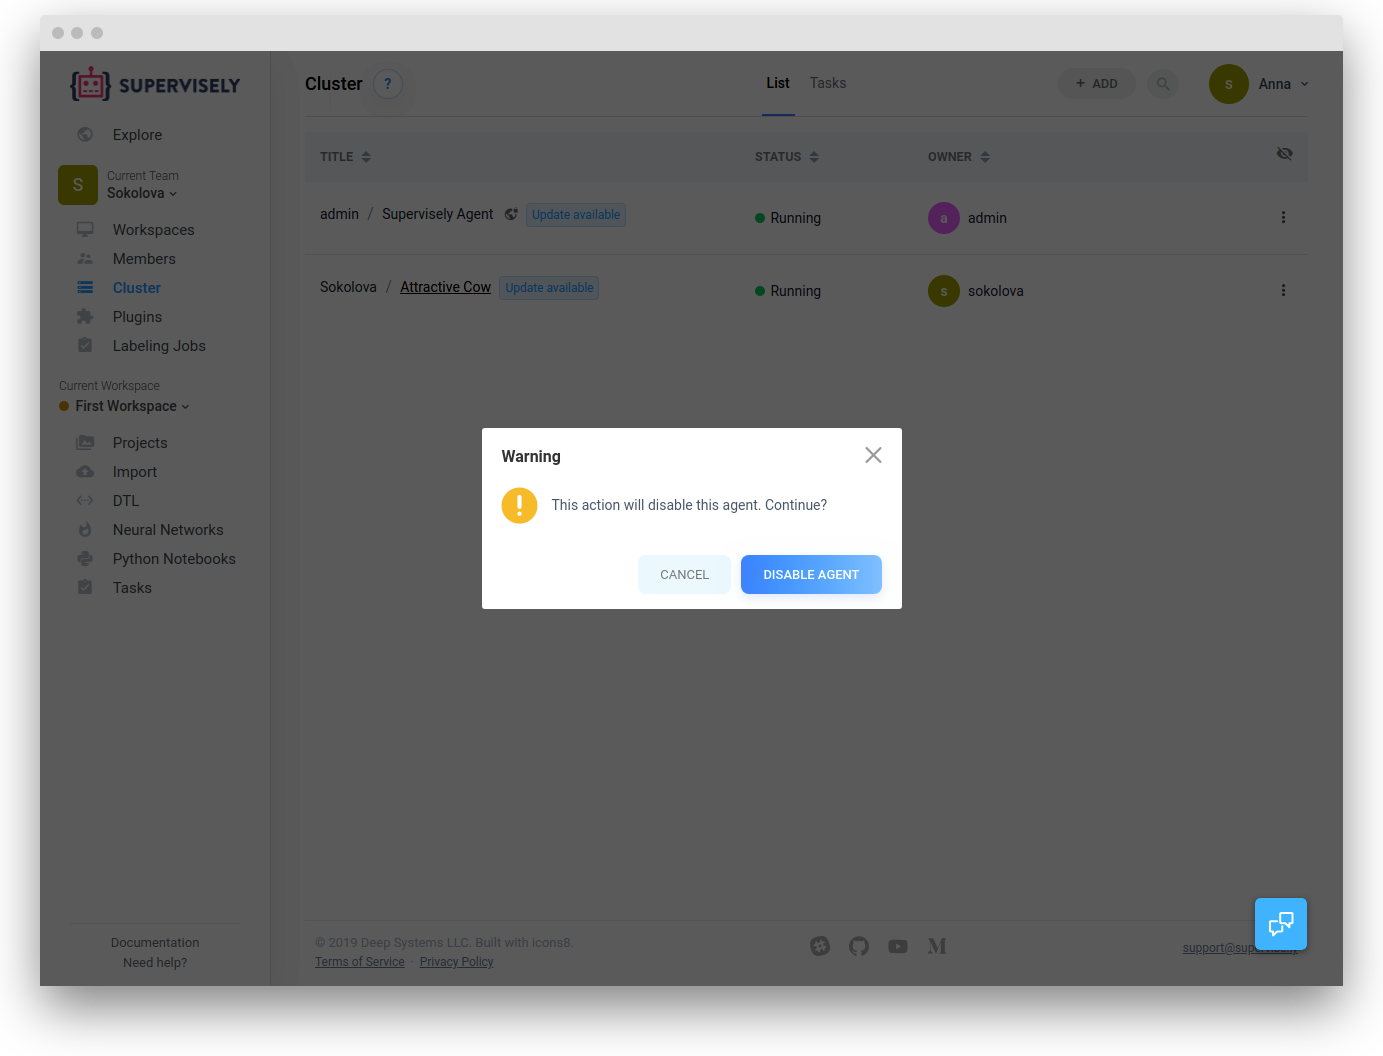 SUPERVISELY
Cluster ? List Tasks + ADD S Anna
Explore
TITLE STATUS OWNER
S Current Team
Sokolova
admin / Supervisely Agent Update available Running a admin
Workspaces
Members
Cluster
Sokolova / Attractive Cow Update available Running s sokolova
Plugins
Labeling Jobs
Current Workspace
First Workspace
Projects
Import
DTL
Neural Networks
Python Notebooks
Tasks
Warning
This action will disable this agent. Continue?
CANCEL DISABLE AGENT
Documentation
Need help?
© 2019 Deep Systems LLC. Built with icons8.
Terms of Service · Privacy Policy